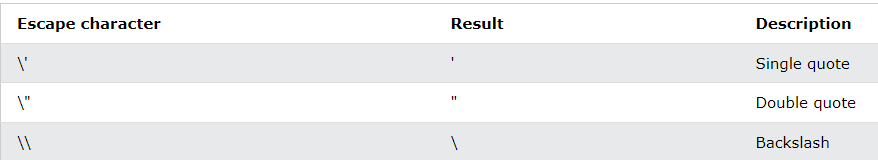 Escape character Result Description
\' ' Single quote
\" " Double quote
\\ \ Backslash